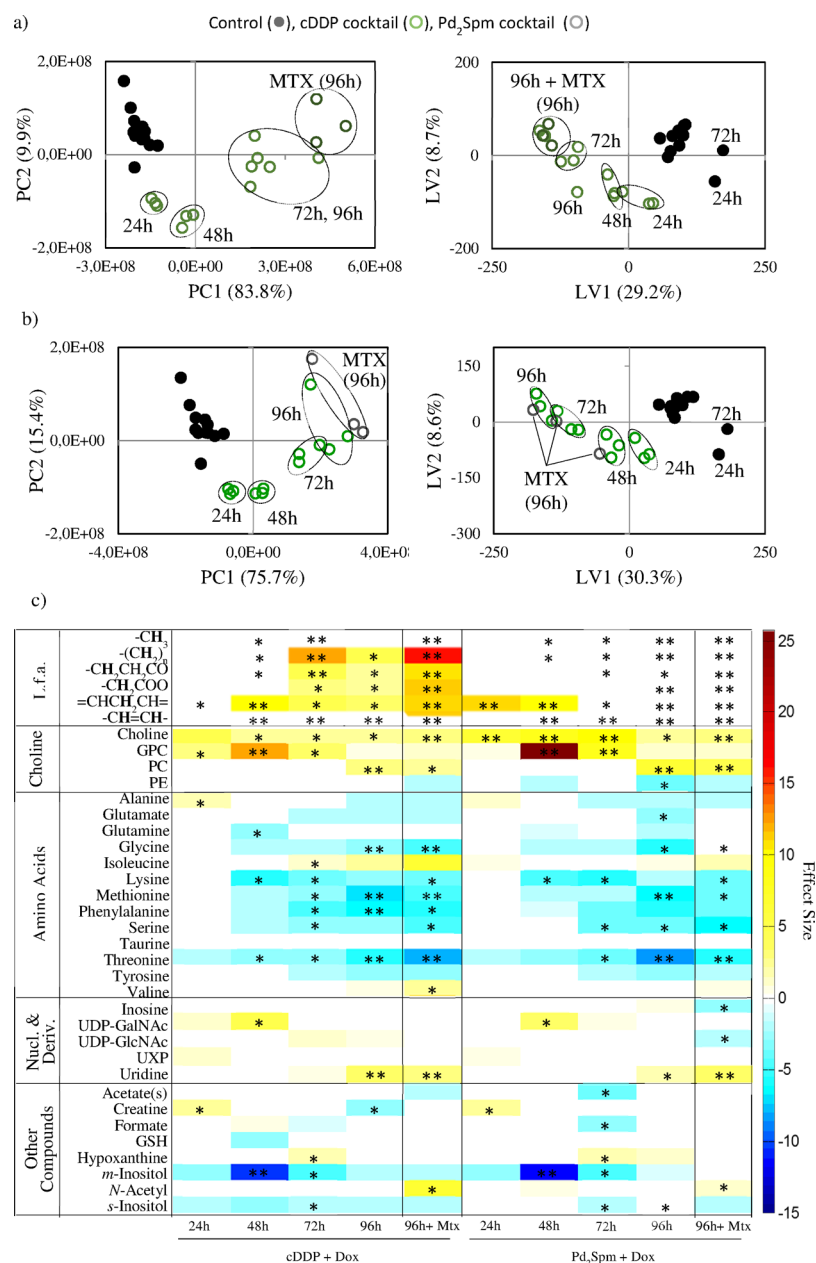 Control (●), cDDP cocktail (○), Pd2Spm cocktail (○)
a)
2,0E+08
0,0E+00
-2,0E+08
PC2 (9.9%)
MTX (96h)
72h, 96h
24h
48h
-3,0E+08 0,0E+00 3,0E+08 6,0E+08
PC1 (83.8%)
200
0
-200
LV2 (8.7%)
96h + MTX
(96h)
72h
72h
96h
48h
24h
24h
-250 0 250
LV1 (29.2%)
b)
2,0E+08
0,0E+00
-2,0E+08
PC2 (15.4%)
MTX
(96h)
96h
72h
24h
48h
-4,0E+08 0,0E+00 4,0E+08
PC1 (75.7%)
150
0
-150
-300
LV2 (8.6%)
96h
72h
72h
MTX
(96h)
48h
24h
24h
-250 0 250
LV1 (30.3%)
c)
L.f.a.
-CH3 * ** ** * * ** **
-(CH2)n * ** * ** * * ** **
-CH2CH2CO * ** * ** * * **
-CH2COO * * ** ** **
=CHCH2CH= * ** ** * ** ** ** * ** **
-CH=CH- ** ** ** ** ** ** ** **
Choline
Choline * * * ** ** ** ** * **
GPC * ** * ** **
PC ** * ** **
PE *
Amino Acids
Alanine *
Glutamate *
Glutamine *
Glycine ** ** * *
Isoleucine *
Lysine * * * * * *
Methionine * ** ** ** *
Phenylalanine * ** *
Serine * * * * *
Taurine
Threonine * * ** ** * ** **
Tyrosine
Valine *
Nucl. &
Deriv.
Inosine *
UDP-GalNAc * *
UDP-GlcNAc *
UXP
Uridine ** ** * **
Other
Compounds
Acetate(s) *
Creatine * * *
Formate *
GSH
Hypoxanthine * *
m-Inositol ** * ** *
N-Acetyl * *
s-Inositol * * *
24h 48h 72h 96h 96h+ Mtx 24h 48h 72h 96h 96h+ Mtx
cDDP + Dox Pd2Spm + Dox
25
20
15
10
5
0
-5
-10
-15
Effect Size